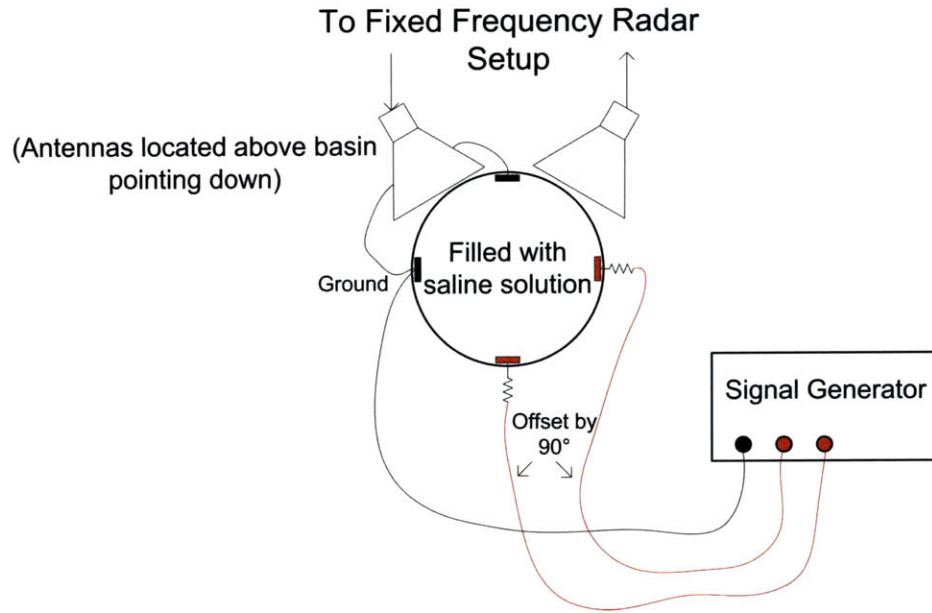 To Fixed Frequency Radar
Setup
(Antennas located above basin
pointing down)
Filled with
saline solution
Ground
Signal Generator
Offset by
90°